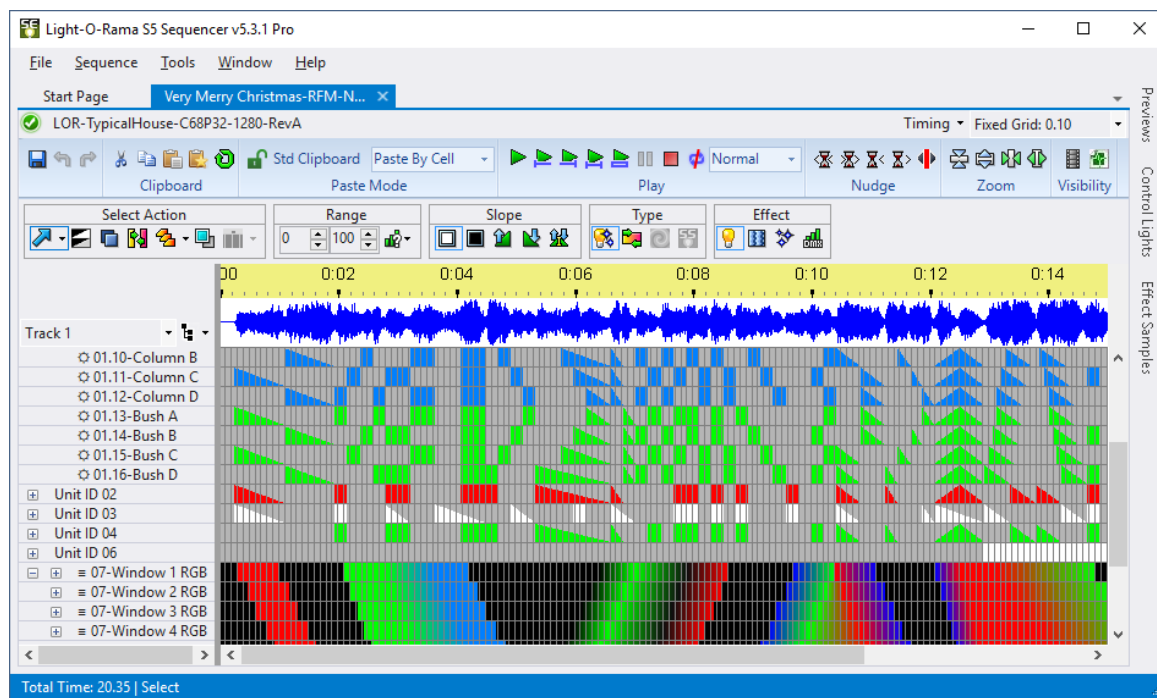 Light-O-Rama S5 Sequencer v5.3.1 Pro
File Sequence Tools Window Help
Start Page Very Merry Christmas-RFM-N...
LOR-TypicalHouse-C68P32-1280-RevA Timing Fixed Grid: 0.10
Std Clipboard Paste By Cell Normal
Clipboard Paste Mode Play Nudge Zoom Visibility
Select Action Range Slope Type Effect
0 100 DMX
00 0:02 0:04 0:06 0:08 0:10 0:12 0:14
Track 1
01.10-Column B
01.11-Column C
01.12-Column D
01.13-Bush A
01.14-Bush B
01.15-Bush C
01.16-Bush D
Unit ID 02
Unit ID 03
Unit ID 04
Unit ID 06
07-Window 1 RGB
07-Window 2 RGB
07-Window 3 RGB
07-Window 4 RGB
Total Time: 20.35 | Select
Previews
Control Lights
Effect Samples